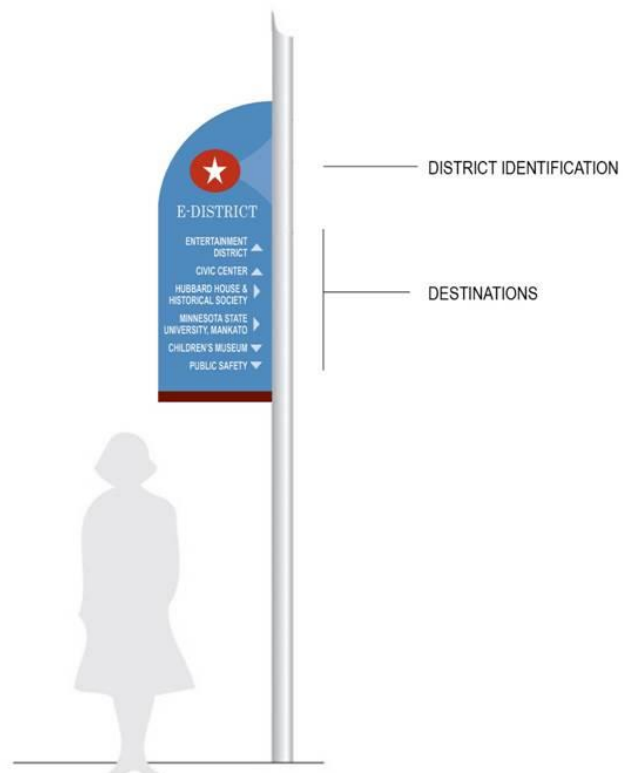 E-DISTRICT
ENTERTAINMENT
DISTRICT
CIVIC CENTER
HUBBARD HOUSE &
HISTORICAL SOCIETY
MINNESOTA STATE
UNIVERSITY, MANKATO
CHILDREN'S MUSEUM
PUBLIC SAFETY
DISTRICT IDENTIFICATION
DESTINATIONS